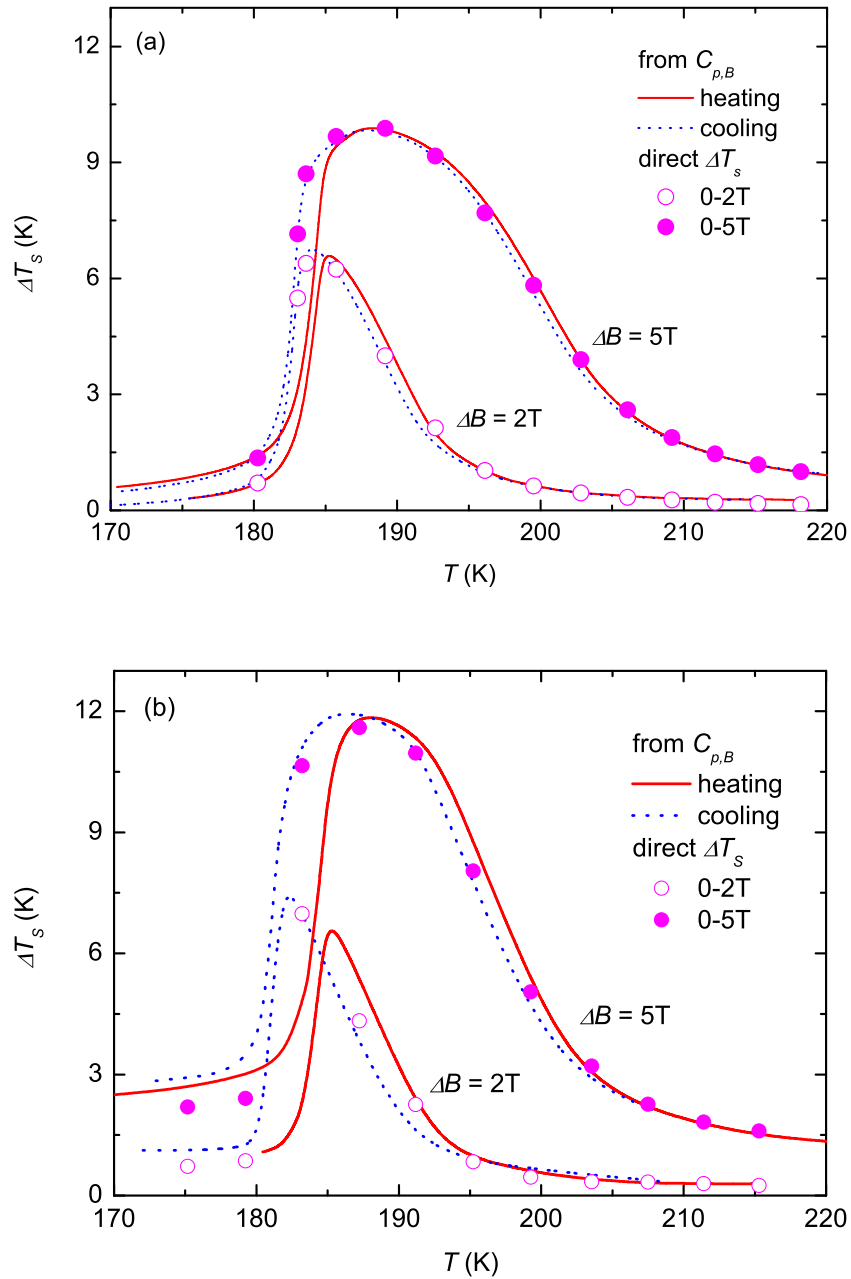 (a)
from C_{p,B}
heating
cooling
direct ΔT_s
0-2T
0-5T
12
9
6
3
0
ΔT_s (K)
ΔB = 5T
ΔB = 2T
170 180 190 200 210 220
T (K)
(b)
from C_{p,B}
heating
cooling
direct ΔT_S
0-2T
0-5T
12
9
6
3
0
ΔT_S (K)
ΔB = 5T
ΔB = 2T
170 180 190 200 210 220
T (K)